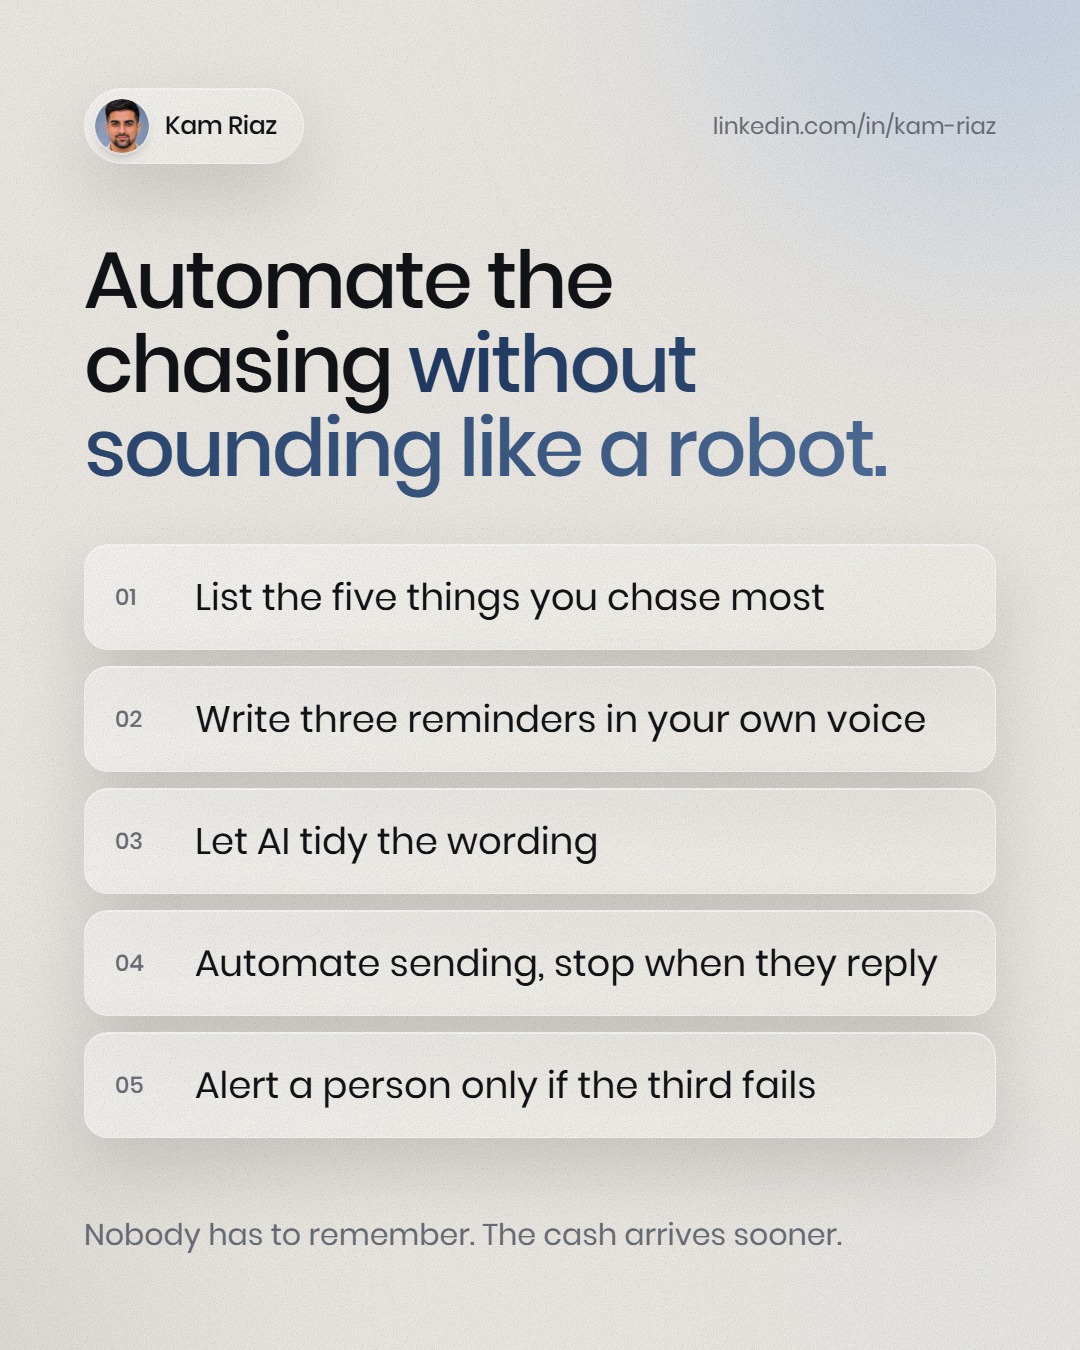 Kam Riaz
linkedin.com/in/kam-riaz
Automate the
chasing without
sounding like a robot.
01 List the five things you chase most
02 Write three reminders in your own voice
03 Let AI tidy the wording
04 Automate sending, stop when they reply
05 Alert a person only if the third fails
Nobody has to remember. The cash arrives sooner.